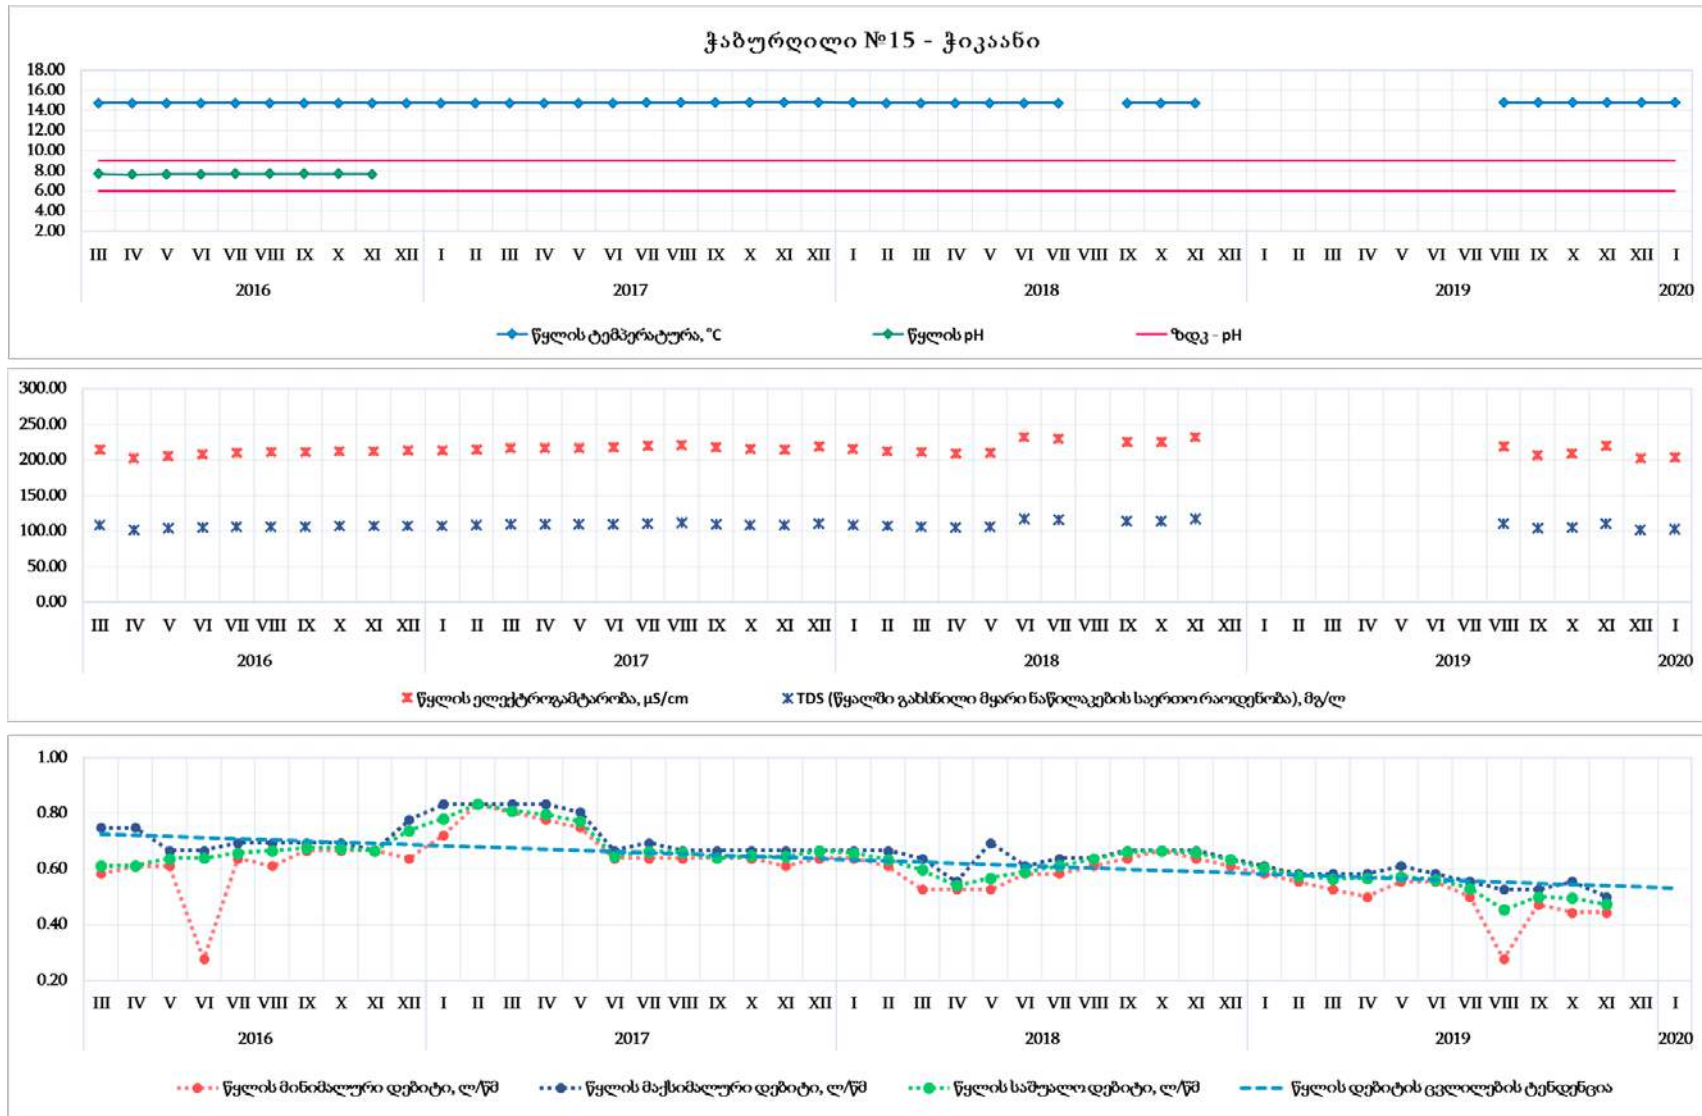 ჭაბურღილი №15 - ჭიკაანი
18.00
16.00
14.00
12.00
10.00
8.00
6.00
4.00
2.00
III IV V VI VII VIII IX X XI XII I II III IV V VI VII VIII IX X XI XII I II III IV V VI VII VIII IX X XI XII I II III IV V VI VII VIII IX X XI XII I
2016 2017 2018 2019 2020
წყლის ტემპერატურა, °C წყლის pH ზდკ - pH
300.00
250.00
200.00
150.00
100.00
50.00
0.00
III IV V VI VII VIII IX X XI XII I II III IV V VI VII VIII IX X XI XII I II III IV V VI VII VIII IX X XI XII I II III IV V VI VII VIII IX X XI XII I
2016 2017 2018 2019 2020
წყლის ელექტროგამტარობა, µS/cm TDS (წყალში გახსნილი მყარი ნაწილაკების საერთო რაოდენობა), მგ/ლ
1.00
0.80
0.60
0.40
0.20
III IV V VI VII VIII IX X XI XII I II III IV V VI VII VIII IX X XI XII I II III IV V VI VII VIII IX X XI XII I II III IV V VI VII VIII IX X XI XII I
2016 2017 2018 2019 2020
წყლის მინიმალური დებიტი, ლ/წმ წყლის მაქსიმალური დებიტი, ლ/წმ წყლის საშუალო დებიტი, ლ/წმ წყლის დებიტის ცვლილების ტენდენცია